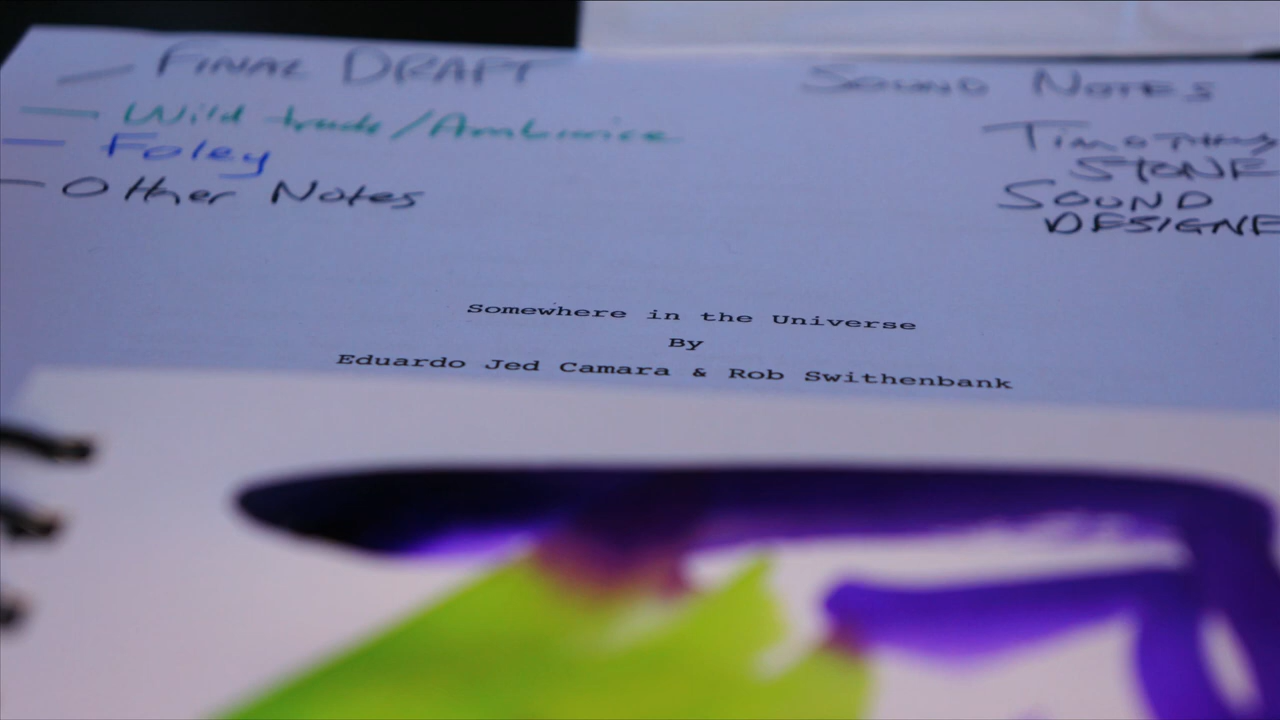 FINAL DRAFT
Wild track/Ambience
Foley
Other Notes
SOUND NOTES
TIMOTHY
STONE
SOUND
DESIGNE
Somewhere in the Universe
By
Eduardo Jed Camara & Rob Swithenbank